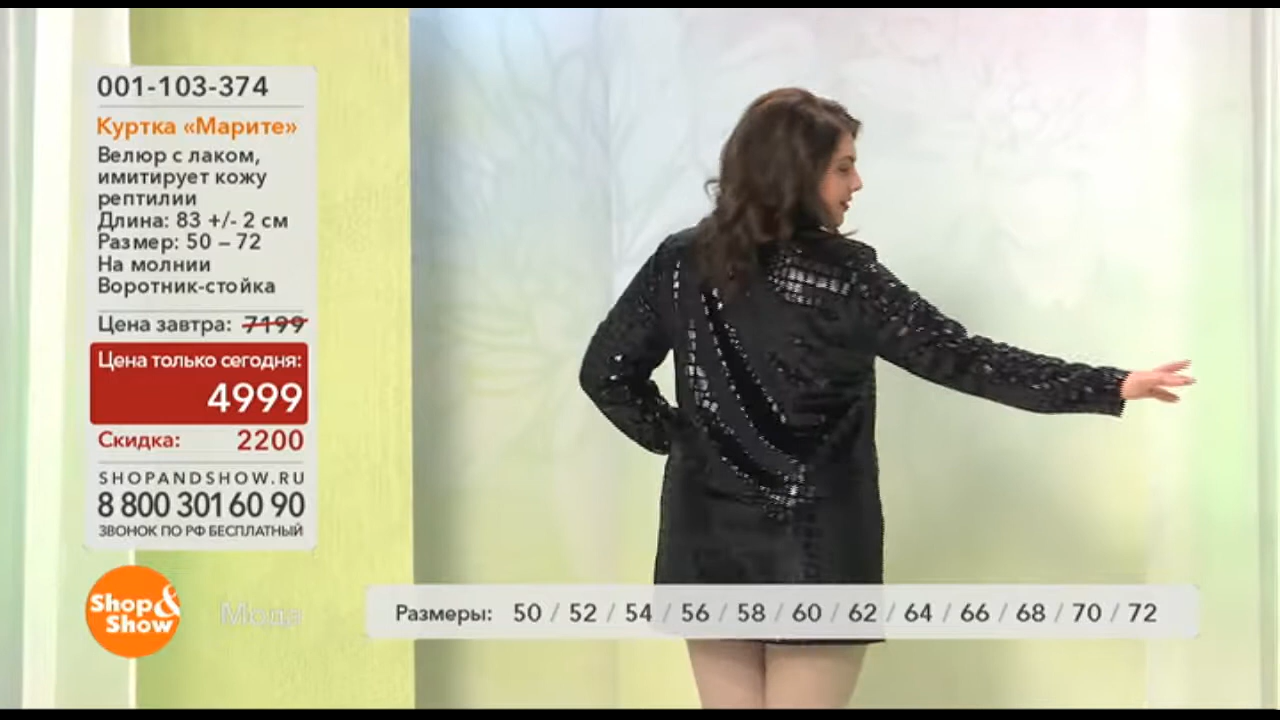 001-103-374
Куртка «Марите»
Велюр с лаком,
имитирует кожу
рептилии
Длина: 83 +/- 2 см
Размер: 50 – 72
На молнии
Воротник-стойка
Цена завтра: 7199
Цена только сегодня:
4999
Скидка: 2200
SHOPANDSHOW.RU
8 800 301 60 90
ЗВОНОК ПО РФ БЕСПЛАТНЫЙ
Shop&
Show
Мода
Размеры: 50 / 52 / 54 / 56 / 58 / 60 / 62 / 64 / 66 / 68 / 70 / 72